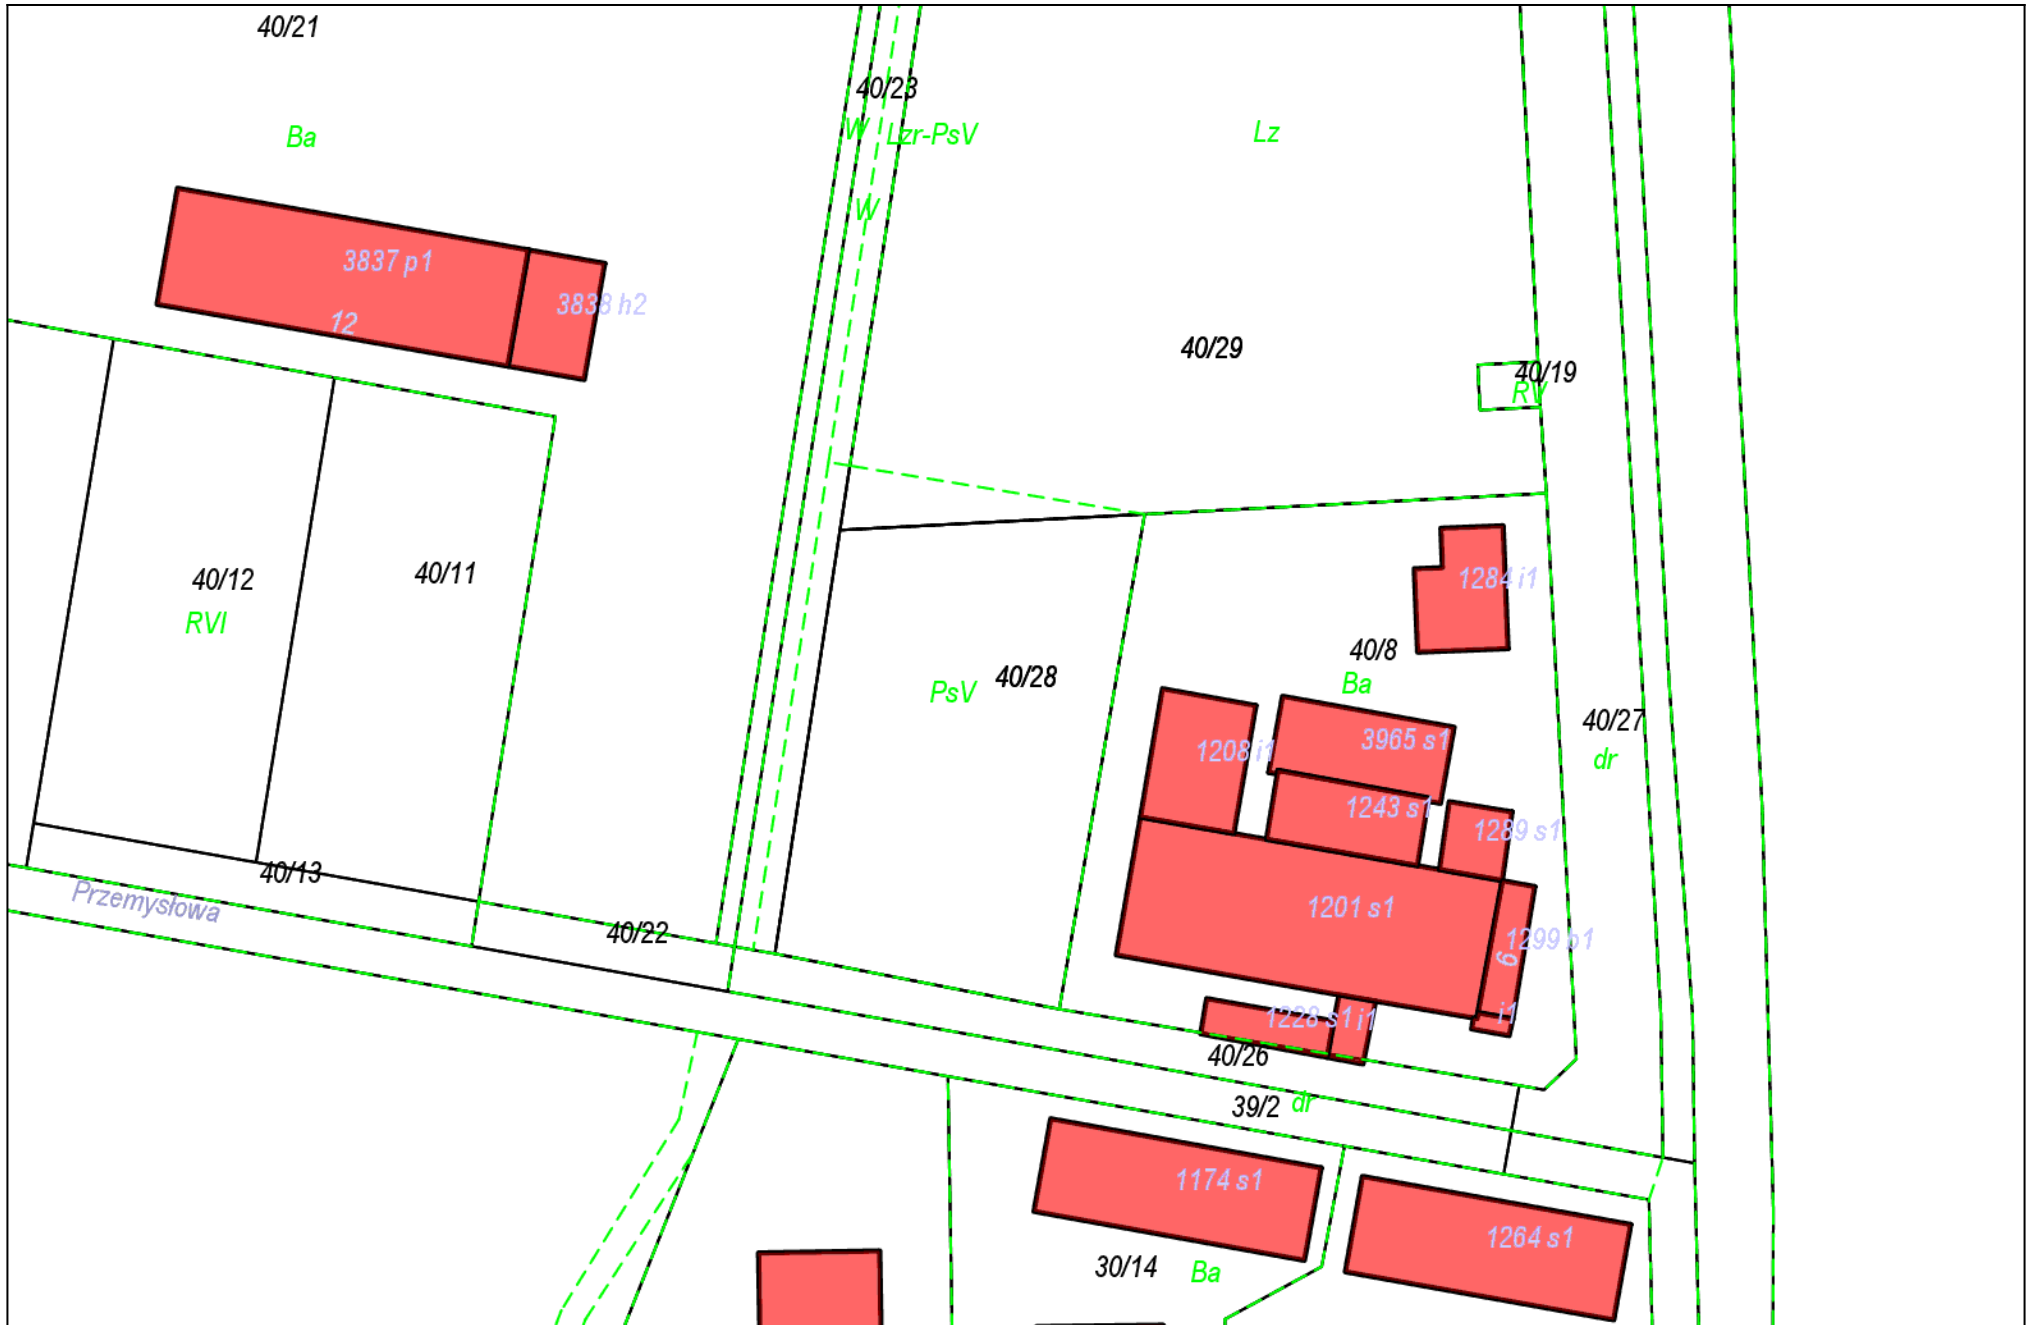 40/21
40/23
Ba
W
Lzr-PsV
Lz
W
3837 p1
3838 h2
12
40/29
40/19
RV
40/12
40/11
RVI
1284 i1
40/8
Ba
40/28
PsV
40/27
dr
1208 i1
3965 s1
1243 s1
1289 s1
40/13
Przemysłowa
1201 s1
40/22
1299 b1
6
i1
1228 s1
i1
40/26
39/2
dr
1174 s1
1264 s1
30/14
Ba